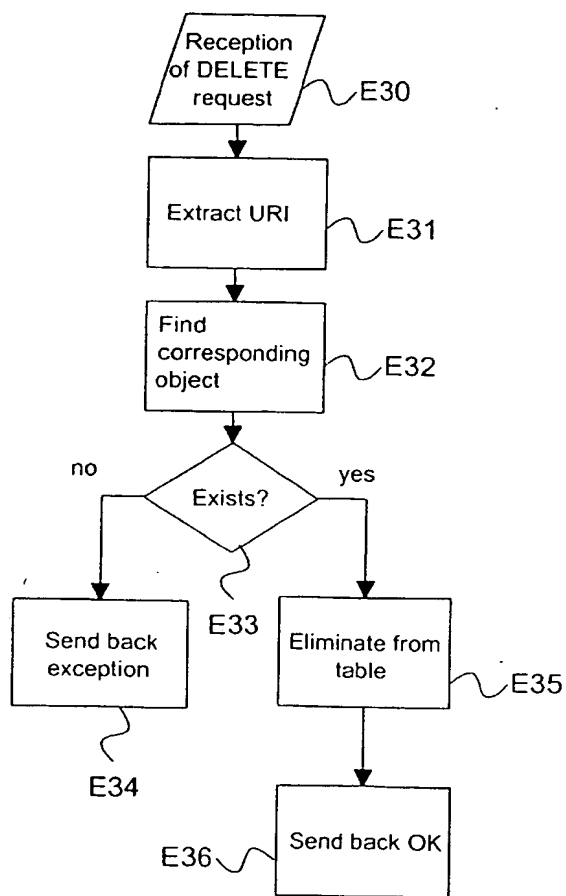 Reception
of DELETE
request
E30
Extract URI
E31
Find
corresponding
object
E32
no
yes
Exists?
E33
Send back
exception
E34
Eliminate from
table
E35
Send back OK
E36